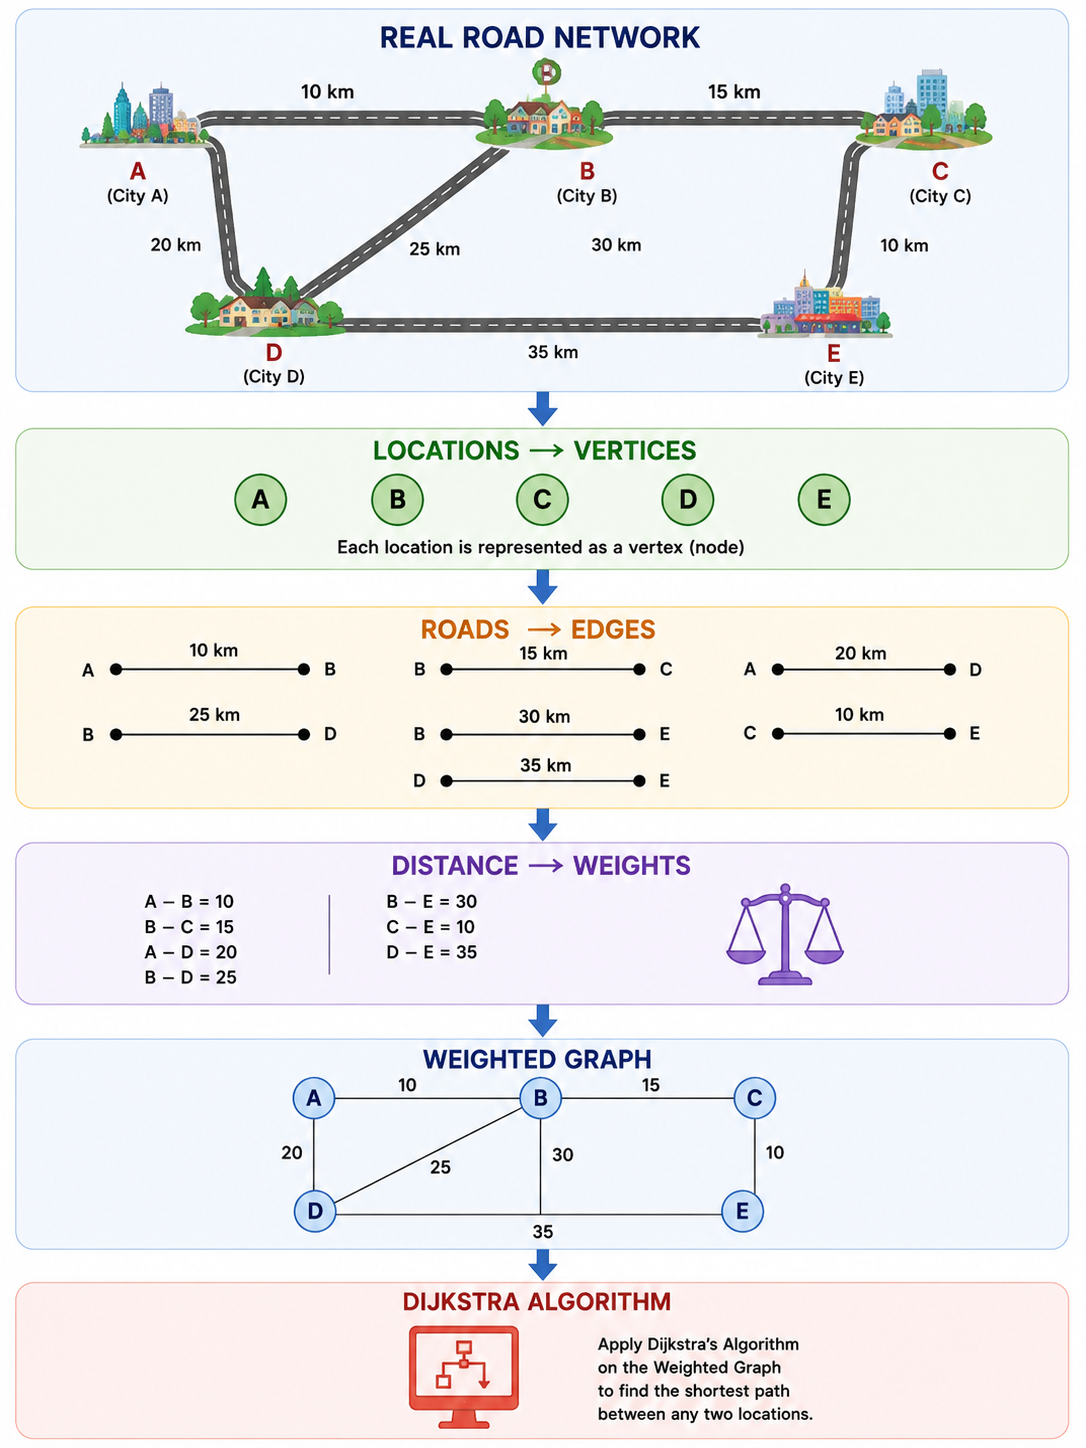 REAL ROAD NETWORK
B
10 km
15 km
A
(City A)
B
(City B)
C
(City C)
20 km
25 km
30 km
10 km
D
(City D)
35 km
E
(City E)
LOCATIONS → VERTICES
A B C D E
Each location is represented as a vertex (node)
ROADS → EDGES
A 10 km B
B 15 km C
A 20 km D
B 25 km D
B 30 km E
C 10 km E
D 35 km E
DISTANCE → WEIGHTS
A – B = 10
B – C = 15
A – D = 20
B – D = 25
B – E = 30
C – E = 10
D – E = 35
WEIGHTED GRAPH
A 10 B 15 C
20 25 30 10
D E
35
DIJKSTRA ALGORITHM
Apply Dijkstra's Algorithm
on the Weighted Graph
to find the shortest path
between any two locations.